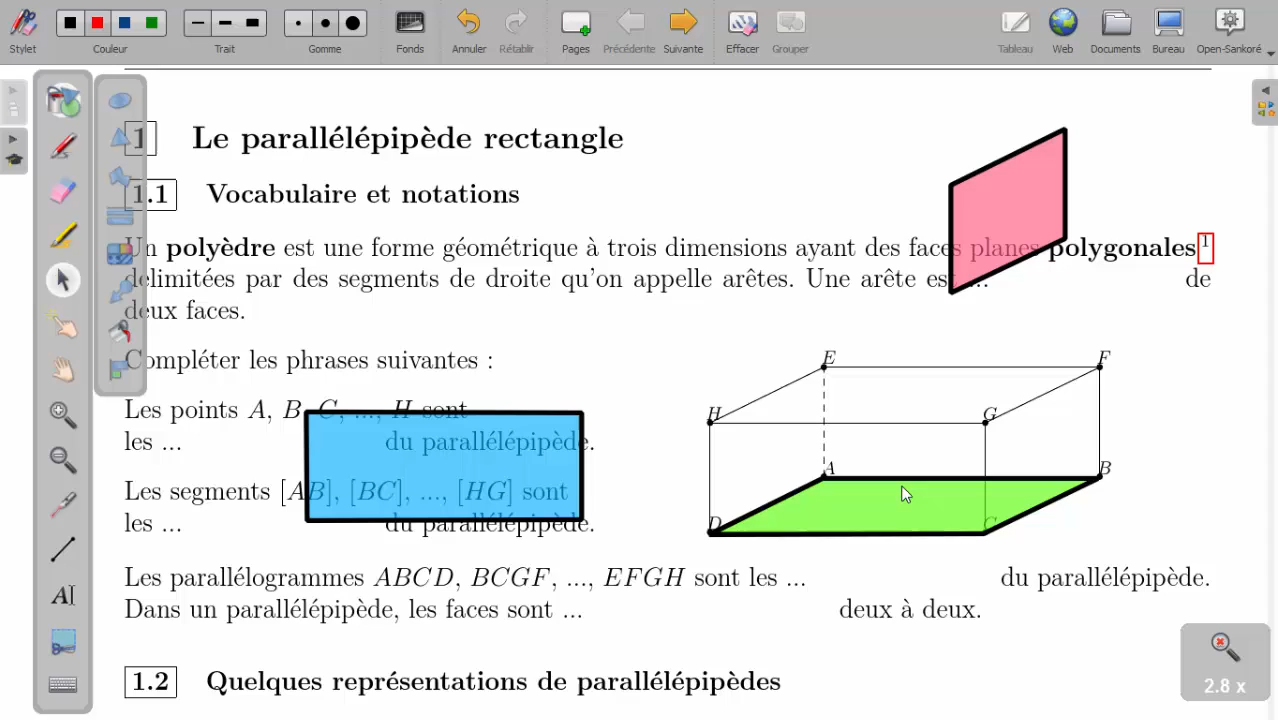 Stylet Couleur Trait Gomme Fonds Annuler Rétablir Pages Précédente Suivante Effacer Grouper Tableau Web Documents Bureau Open-Sankoré
1 Le parallélépipède rectangle
1.1 Vocabulaire et notations
Un polyèdre est une forme géométrique à trois dimensions ayant des faces planes polygonales 1
delimitées par des segments de droite qu'on appelle arêtes. Une arête est ... de
deux faces.
Compléter les phrases suivantes :
Les points A, B, C, ..., H sont
les ... du parallélépipède.
Les segments [AB], [BC], ..., [HG] sont
les ... du parallélépipède.
E F
H G
A B
D C
Les parallélogrammes ABCD, BCGF, ..., EFGH sont les ... du parallélépipède.
Dans un parallélépipède, les faces sont ... deux à deux.
1.2 Quelques représentations de parallélépipèdes
AI
2.8 x